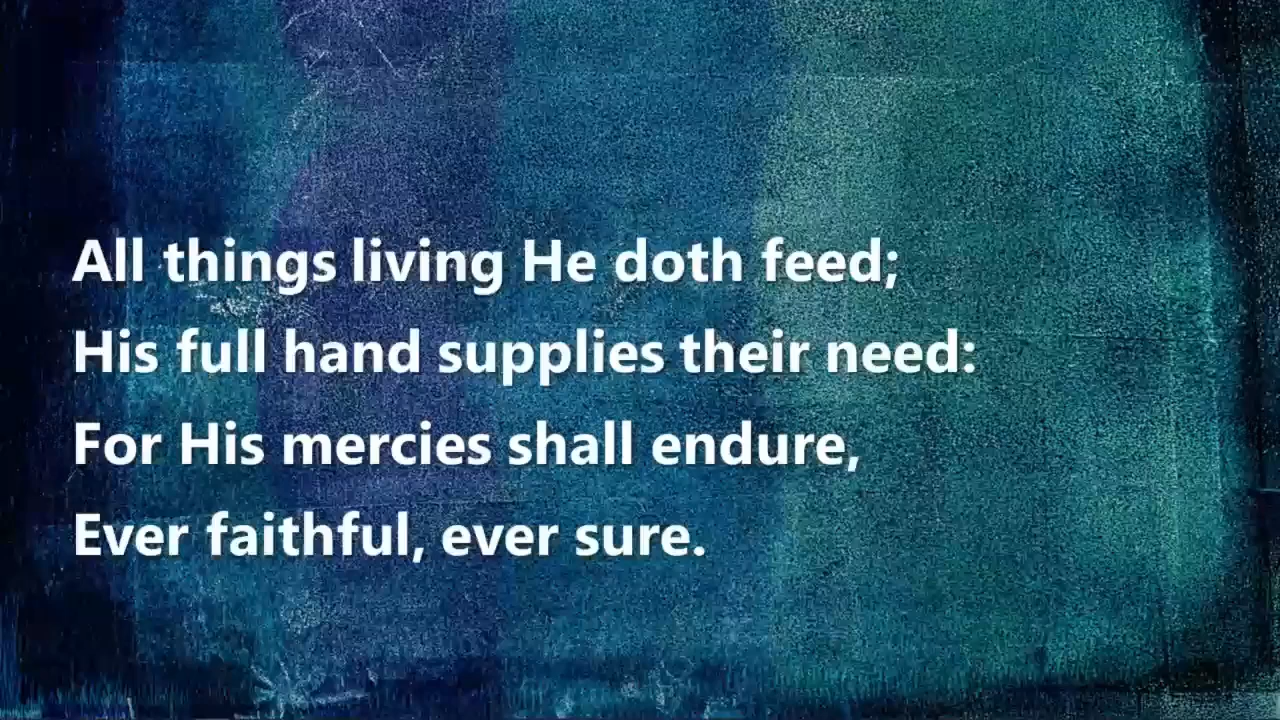 All things living He doth feed;
His full hand supplies their need:
For His mercies shall endure,
Ever faithful, ever sure.